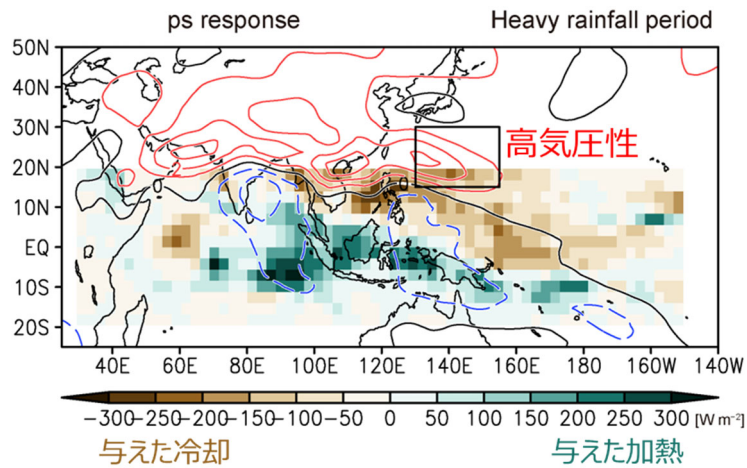 ps response Heavy rainfall period
50N
40N
30N
高気圧性
20N
10N
EQ
10S
20S
40E 60E 80E 100E 120E 140E 160E 180 160W 140W
-300-250-200-150-100-50 0 50 100 150 200 250 300 [W m⁻²]
与えた冷却 与えた加熱